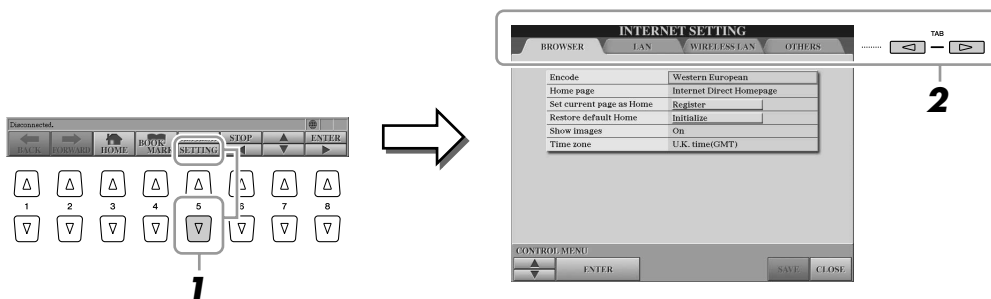 Disconnected.
BACK FORWARD HOME BOOK MARK SETTING STOP ENTER
1 2 3 4 5 6 7 8
1
INTERNET SETTING
BROWSER LAN WIRELESS LAN OTHERS
TAB
2
Encode Western European
Home page Internet Direct Homepage
Set current page as Home Register
Restore default Home Initialize
Show images On
Time zone U.K. time(GMT)
CONTROL MENU
ENTER SAVE CLOSE